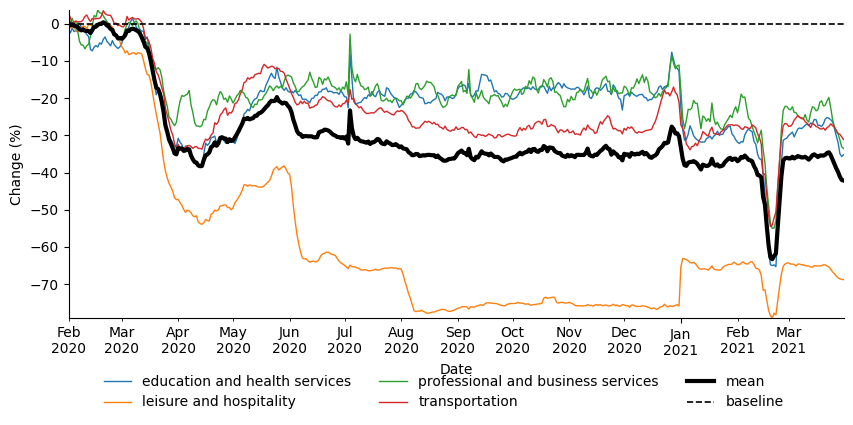 0
−10
−20
−30
−40
−50
−60
−70
Change (%)
Feb Mar Apr May Jun Jul Aug Sep Oct Nov Dec Jan Feb Mar
2020 2020 2020 2020 2020 2020 2020 2020 2020 2020 2020 2021 2021 2021
Date
education and health services professional and business services mean
leisure and hospitality transportation baseline